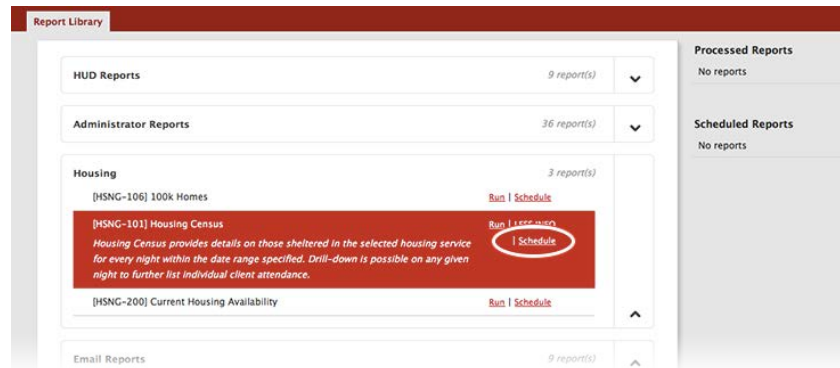 Report Library
Processed Reports
No reports
HUD Reports 9 report(s)
Administrator Reports 36 report(s)
Scheduled Reports
No reports
Housing 3 report(s)
[HSNG-106] 100k Homes Run | Schedule
[HSNG-101] Housing Census Run | LESS INFO
| Schedule
Housing Census provides details on those sheltered in the selected housing service
for every night within the date range specified. Drill-down is possible on any given
night to further list individual client attendance.
[HSNG-200] Current Housing Availability Run | Schedule
Email Reports 9 report(s)